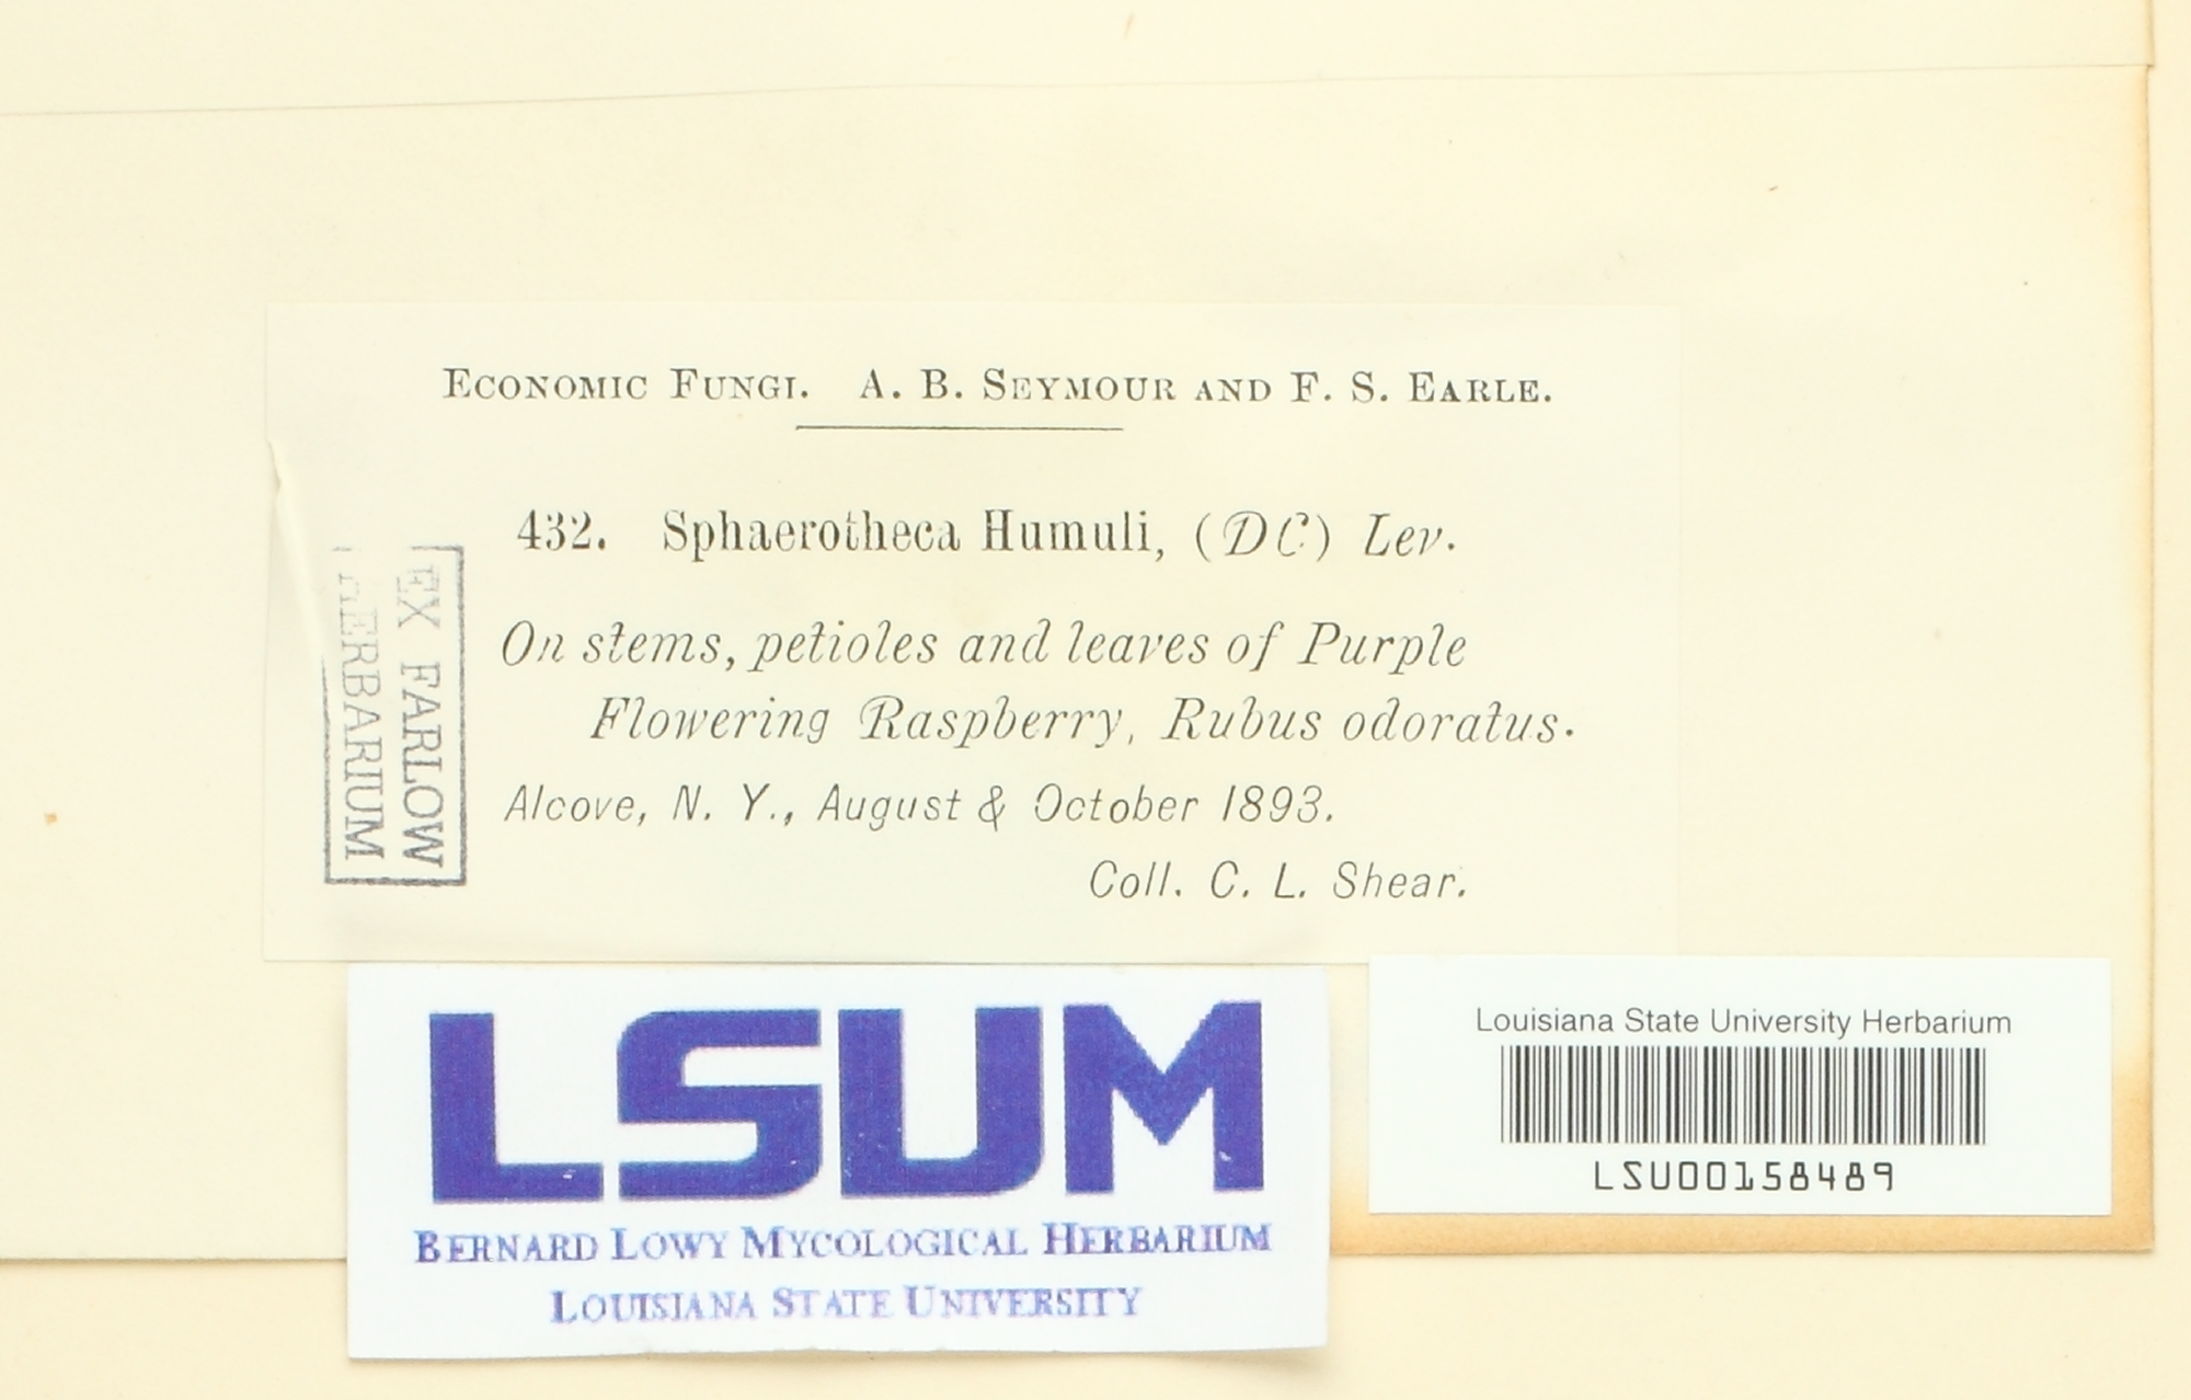 ECONOMIC FUNGI. A. B. SEYMOUR AND F. S. EARLE.
432. Sphaerotheca Humuli, (DC) Lev.
On stems, petioles and leaves of Purple
Flowering Raspberry, Rubus odoratus.
Alcove, N. Y., August & October 1893.
Coll. C. L. Shear.
EX FARLOW
HERBARIUM
LSUM
BERNARD LOWY MYCOLOGICAL HERBARIUM
LOUISIANA STATE UNIVERSITY
Louisiana State University Herbarium
LSU00158489